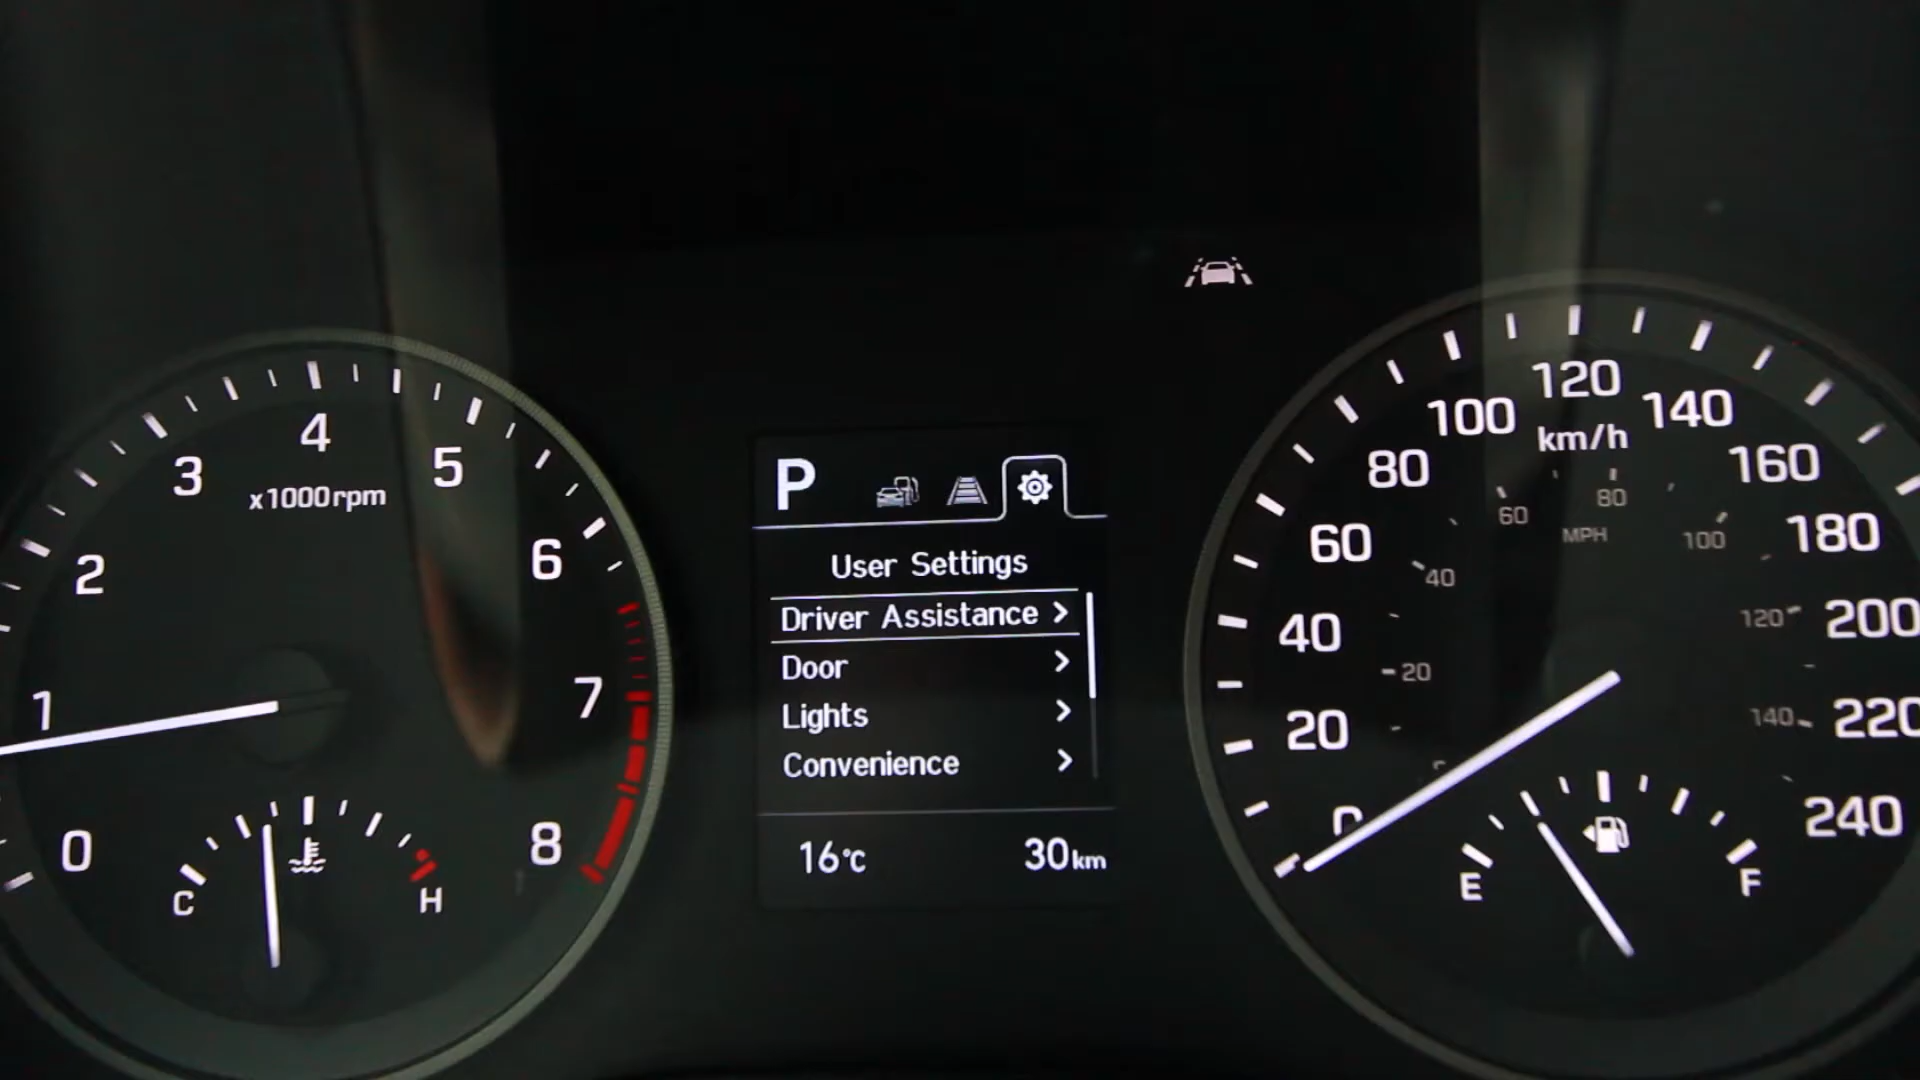 0
1
2
3
4
5
6
7
8
x1000rpm
C
H
P
User Settings
Driver Assistance >
Door >
Lights >
Convenience >
16°C 30km
0
20
40
60
80
100
120
140
160
180
200
220
240
km/h
20
40
60
80
100
120
140
MPH
E
F